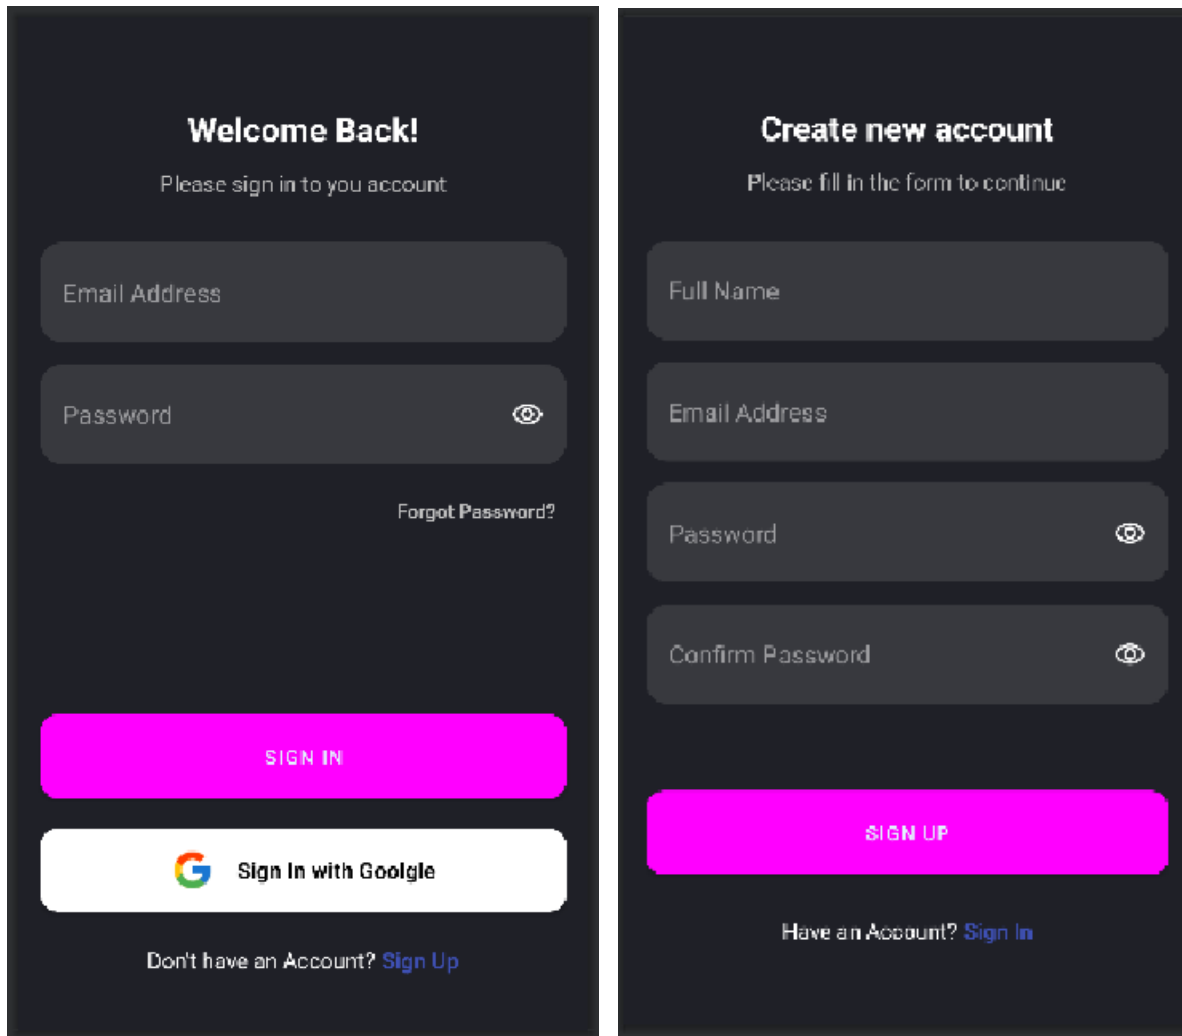 Welcome Back!
Please sign in to you account
Email Address
Password
Forgot Password?
SIGN IN
Sign In with Goolgle
Don't have an Account? Sign Up
Create new account
Please fill in the form to continue
Full Name
Email Address
Password
Confirm Password
SIGN UP
Have an Account? Sign In